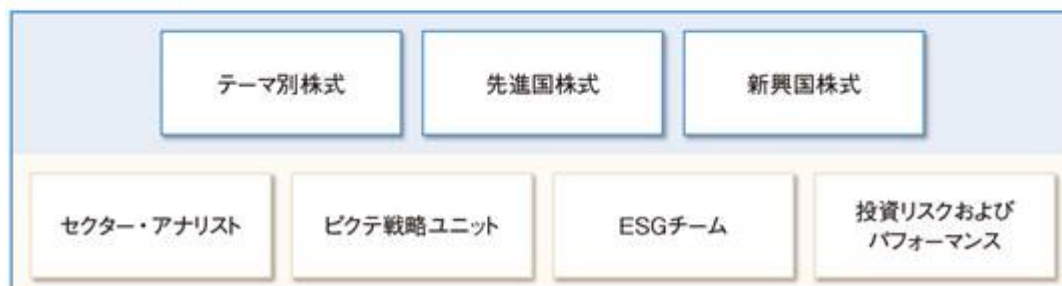 テーマ別株式
先進国株式
新興国株式
セクター・アナリスト
ピクテ戦略ユニット
ESGチーム
投資リスクおよび
パフォーマンス